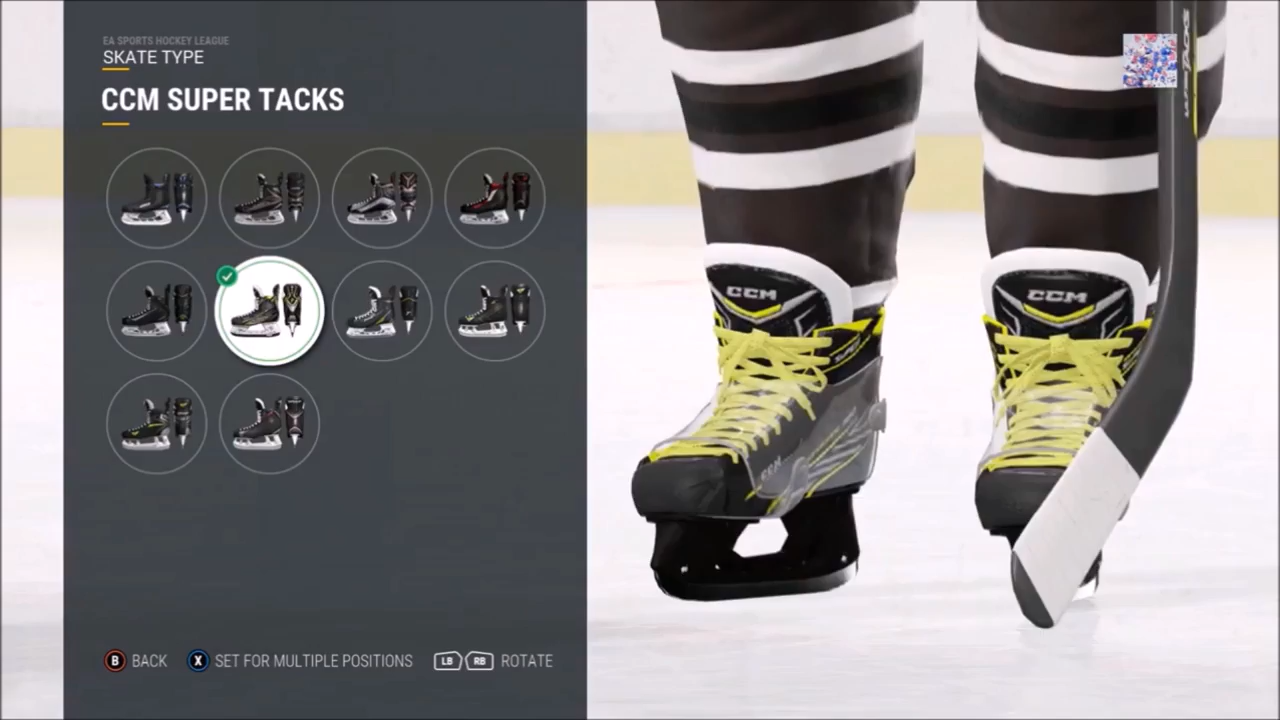 EA SPORTS HOCKEY LEAGUE
SKATE TYPE
CCM SUPER TACKS
B BACK
X SET FOR MULTIPLE POSITIONS
LB RB ROTATE
CCM
CCM
CCM
TACKS